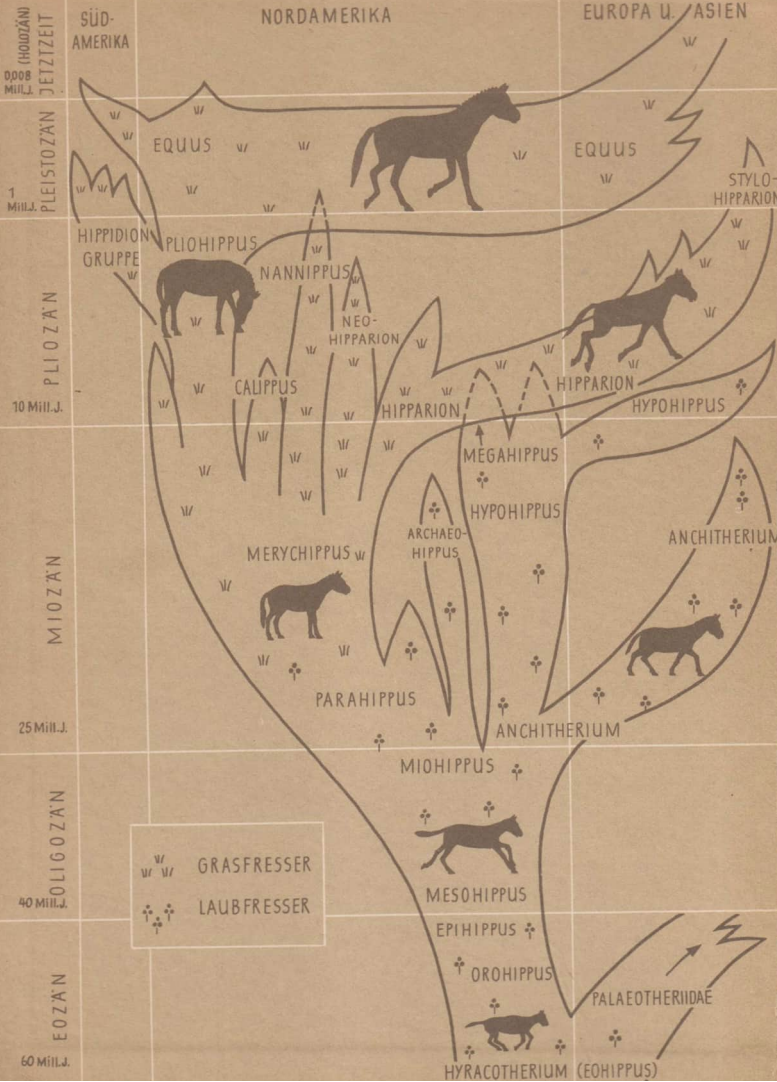 SÜD-
AMERIKA
NORDAMERIKA
EUROPA U. ASIEN
(HOLOZÄN)
JETZTZEIT
0,008
Mill.J.
PLEISTOZÄN
1
Mill.J.
EQUUS
EQUUS
STYLO-
HIPPARION
HIPPIDION
GRUPPE
PLIOHIPPUS
NANNIPPUS
NEO-
HIPPARION
PLIOZÄN
CALIPPUS
HIPPARION
HIPPARION
HYPOHIPPUS
10 Mill.J.
MEGAHIPPUS
HYPOHIPPUS
ARCHAEO-
HIPPUS
ANCHITHERIUM
MERYCHIPPUS
MIOZÄN
PARAHIPPUS
25 Mill.J.
ANCHITHERIUM
MIOHIPPUS
OLIGOZÄN
GRASFRESSER
LAUBFRESSER
MESOHIPPUS
40 Mill.J.
EPIHIPPUS
OROHIPPUS
PALAEOTHERIIDAE
EOZÄN
60 Mill.J.
HYRACOTHERIUM (EOHIPPUS)